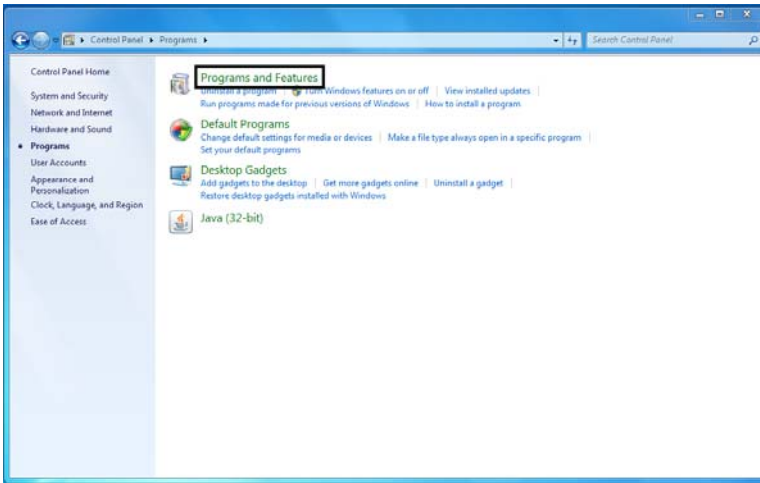 Control Panel ▸ Programs ▸
Search Control Panel
Control Panel Home
System and Security
Network and Internet
Hardware and Sound
Programs
User Accounts
Appearance and
Personalization
Clock, Language, and Region
Ease of Access
Programs and Features
Uninstall a program | Turn Windows features on or off | View installed updates |
Run programs made for previous versions of Windows | How to install a program
Default Programs
Change default settings for media or devices | Make a file type always open in a specific program |
Set your default programs
Desktop Gadgets
Add gadgets to the desktop | Get more gadgets online | Uninstall a gadget |
Restore desktop gadgets installed with Windows
Java (32-bit)